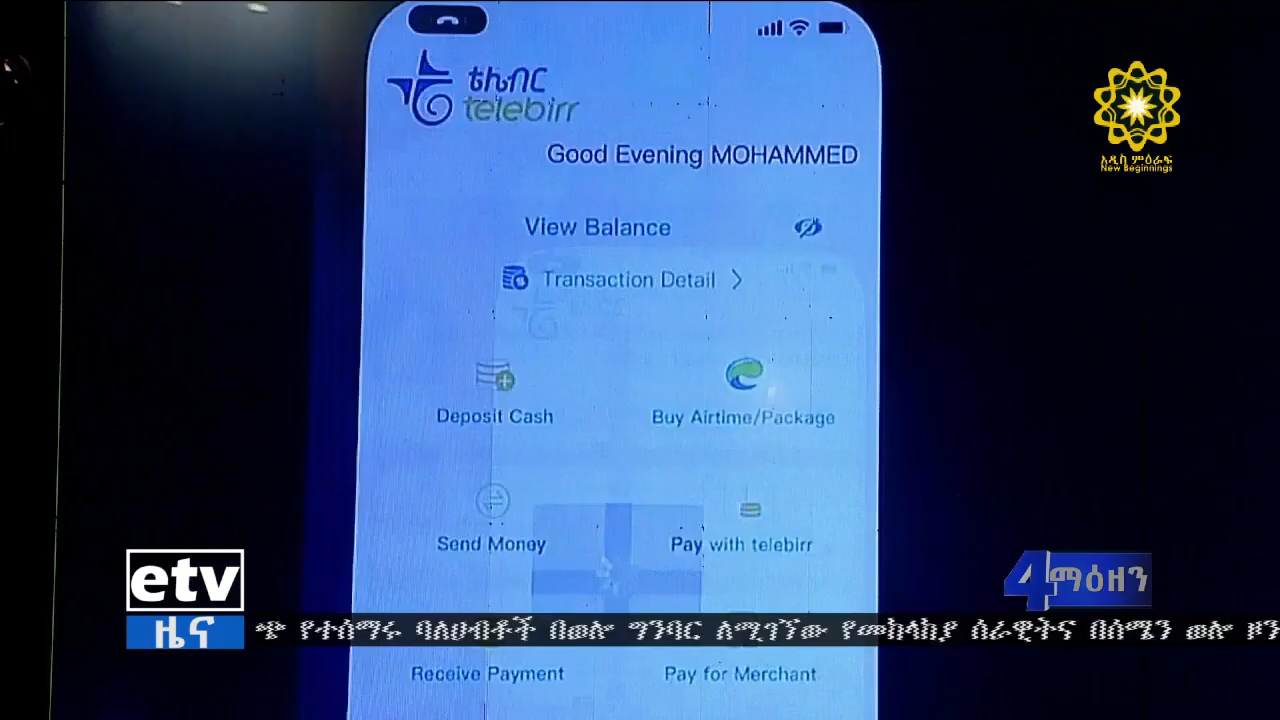 ቴሌብር
telebirr
Good Evening MOHAMMED
አዲስ ምዕራፍ
New Beginnings
View Balance
Transaction Detail
Deposit Cash
Buy Airtime/Package
Send Money
Pay with telebirr
etv
ዜና
4ማዕዘን
ጭ የተሰማሩ ባለሀብቶች በወሎ ግንባር ለሚገኘው የመከላከያ ሰራዊትና በሰሜን ወሎ ዞን
Receive Payment
Pay for Merchant